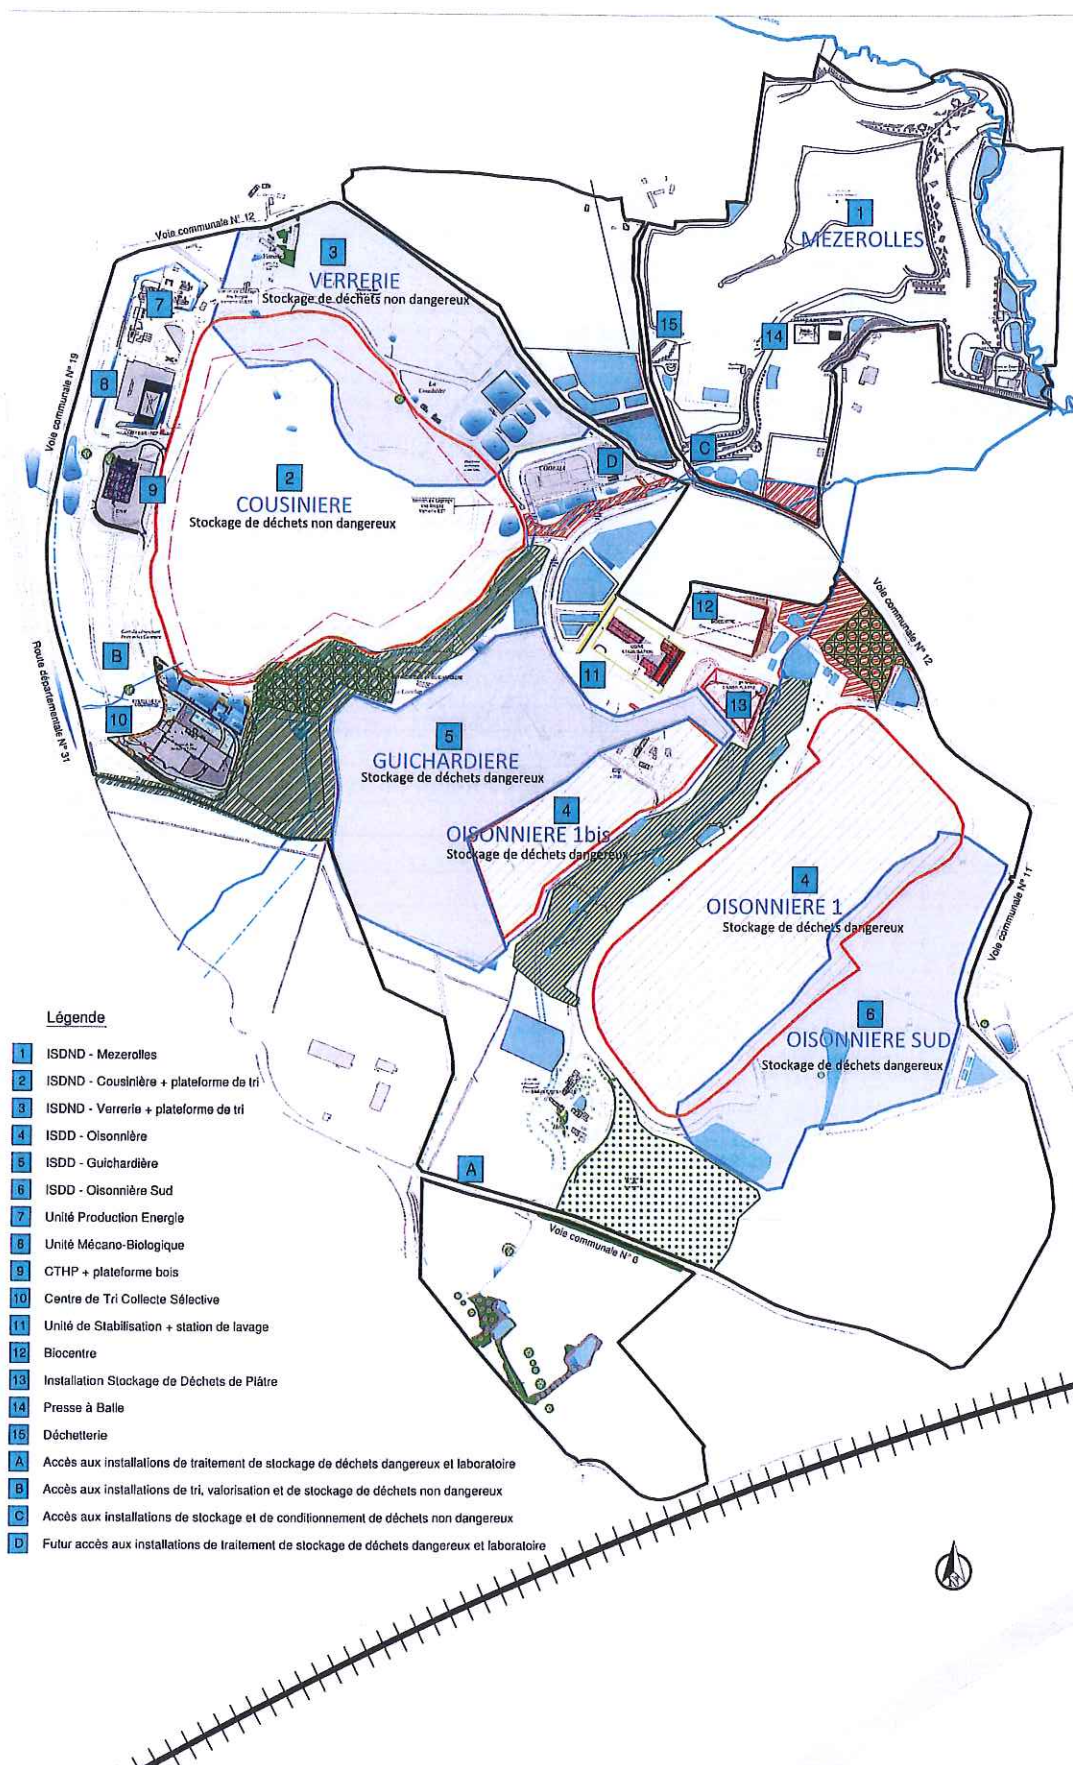 1
MEZEROLLES
Voie communale N° 12
3
VERRERIE
Stockage de déchets non dangereux
7
15
14
Voie communale N° 19
8
La
C
D
2
COUSINIERE
Stockage de déchets non dangereux
9
Voie communale N° 12
12
B
11
Route départementale N° 31
10
13
5
GUICHARDIERE
Stockage de déchets dangereux
4
OISONNIERE 1bis
Stockage de déchets dangereux
4
OISONNIERE 1
Stockage de déchets dangereux
Voie communale N° 11
6
OISONNIERE SUD
Stockage de déchets dangereux
A
Voie communale N° 6
Légende
1 ISDND - Mezerolles
2 ISDND - Cousinière + plateforme de tri
3 ISDND - Verrerie + plateforme de tri
4 ISDD - Oisonnière
5 ISDD - Guichardière
6 ISDD - Oisonnière Sud
7 Unité Production Energie
8 Unité Mécano-Biologique
9 CTHP + plateforme bois
10 Centre de Tri Collecte Sélective
11 Unité de Stabilisation + station de lavage
12 Biocentre
13 Installation Stockage de Déchets de Plâtre
14 Presse à Balle
15 Déchetterie
A Accès aux installations de traitement de stockage de déchets dangereux et laboratoire
B Accès aux installations de tri, valorisation et de stockage de déchets non dangereux
C Accès aux installations de stockage et de conditionnement de déchets non dangereux
D Futur accès aux installations de traitement de stockage de déchets dangereux et laboratoire
N